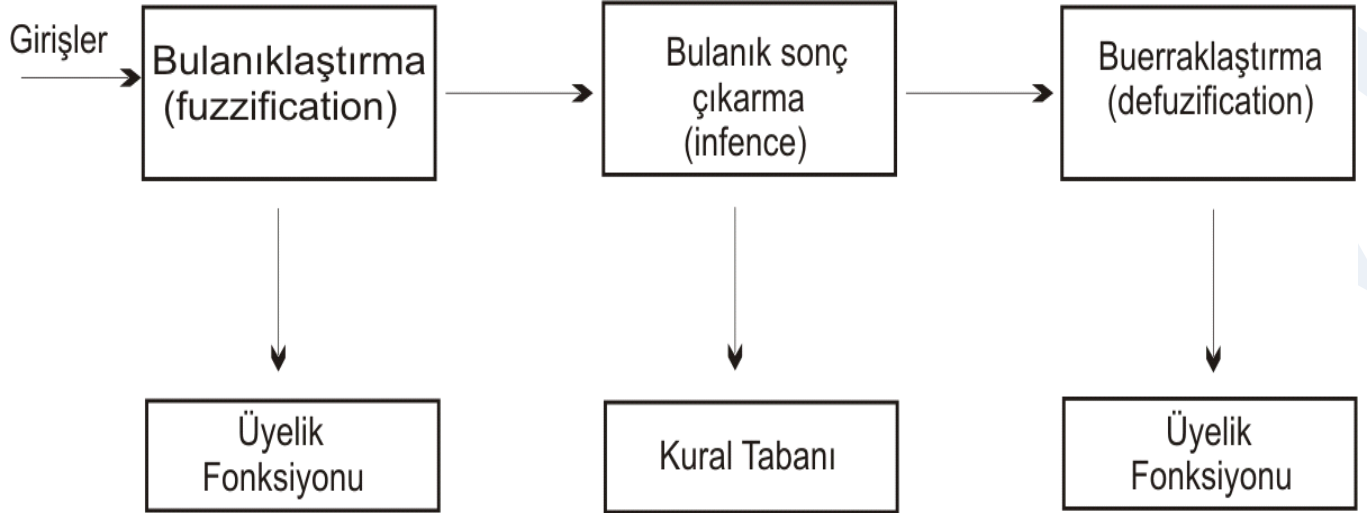 Girişler
Bulanıklaştırma
(fuzzification)
Bulanık sonç
çıkarma
(infence)
Buerraklaştırma
(defuzification)
Üyelik
Fonksiyonu
Kural Tabanı
Üyelik
Fonksiyonu